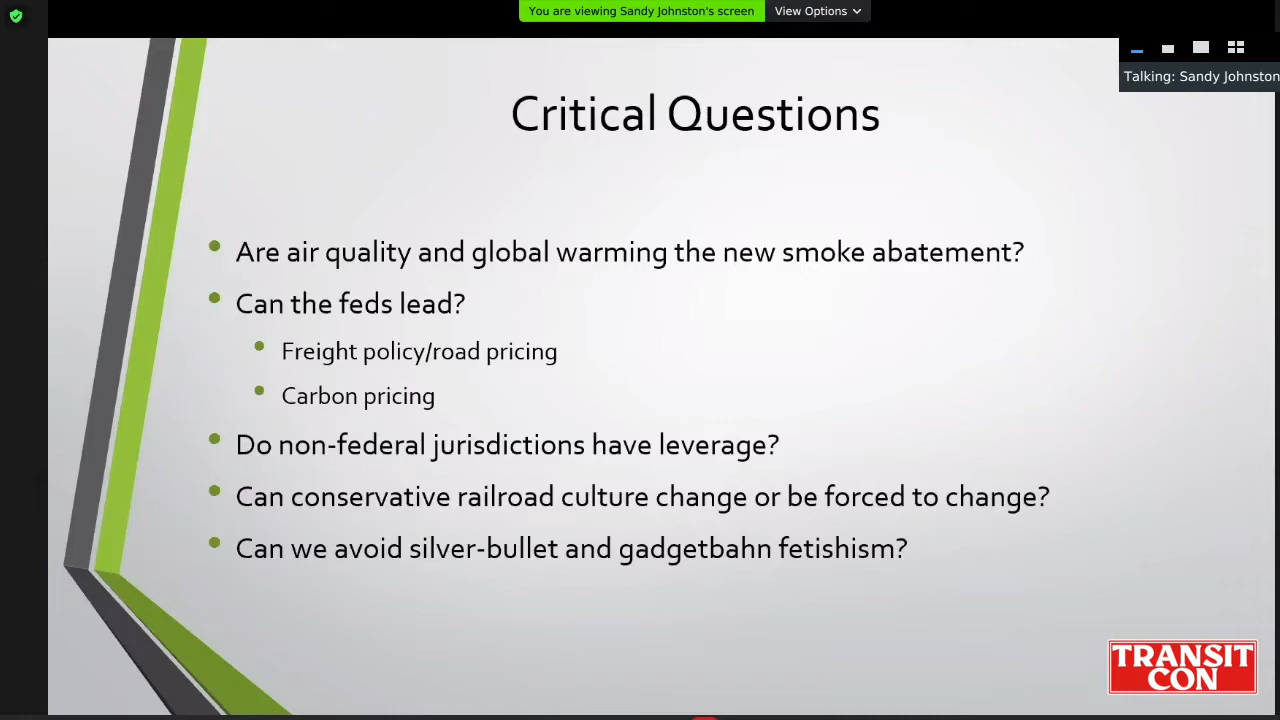 You are viewing Sandy Johnston's screen
View Options
Talking: Sandy Johnston
Critical Questions
Are air quality and global warming the new smoke abatement?
Can the feds lead?
Freight policy/road pricing
Carbon pricing
Do non-federal jurisdictions have leverage?
Can conservative railroad culture change or be forced to change?
Can we avoid silver-bullet and gadgetbahn fetishism?
TRANSIT
CON